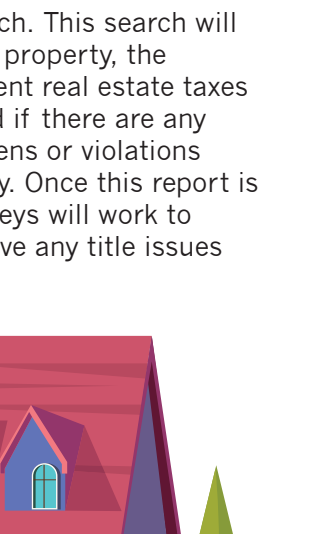 ch. This search will
property, the
ent real estate taxes
if there are any
ens or violations
y. Once this report is
eys will work to
ve any title issues